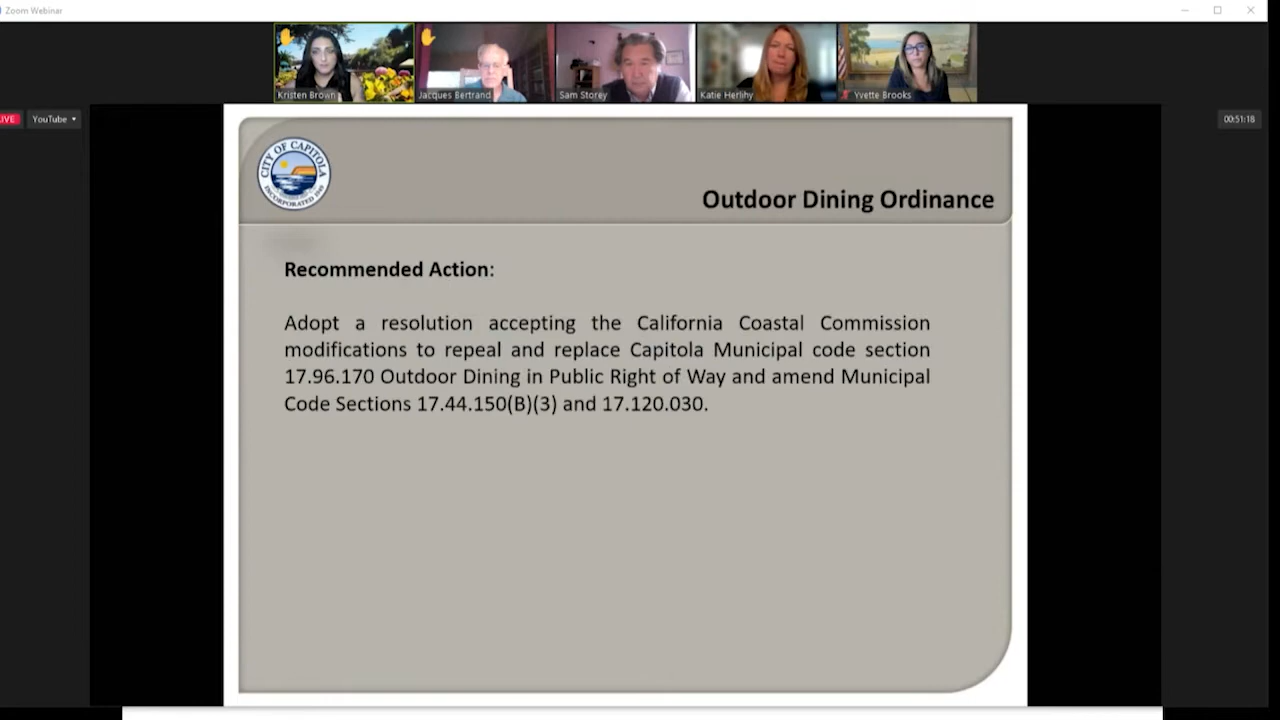 Zoom Webinar
Kristen Brown
Jacques Bertrand
Sam Storey
Katie Herlihy
Yvette Brooks
LIVE
YouTube
00:51:18
CITY OF CAPITOLA
INCORPORATED 1949
Outdoor Dining Ordinance
Recommended Action:
Adopt a resolution accepting the California Coastal Commission
modifications to repeal and replace Capitola Municipal code section
17.96.170 Outdoor Dining in Public Right of Way and amend Municipal
Code Sections 17.44.150(B)(3) and 17.120.030.